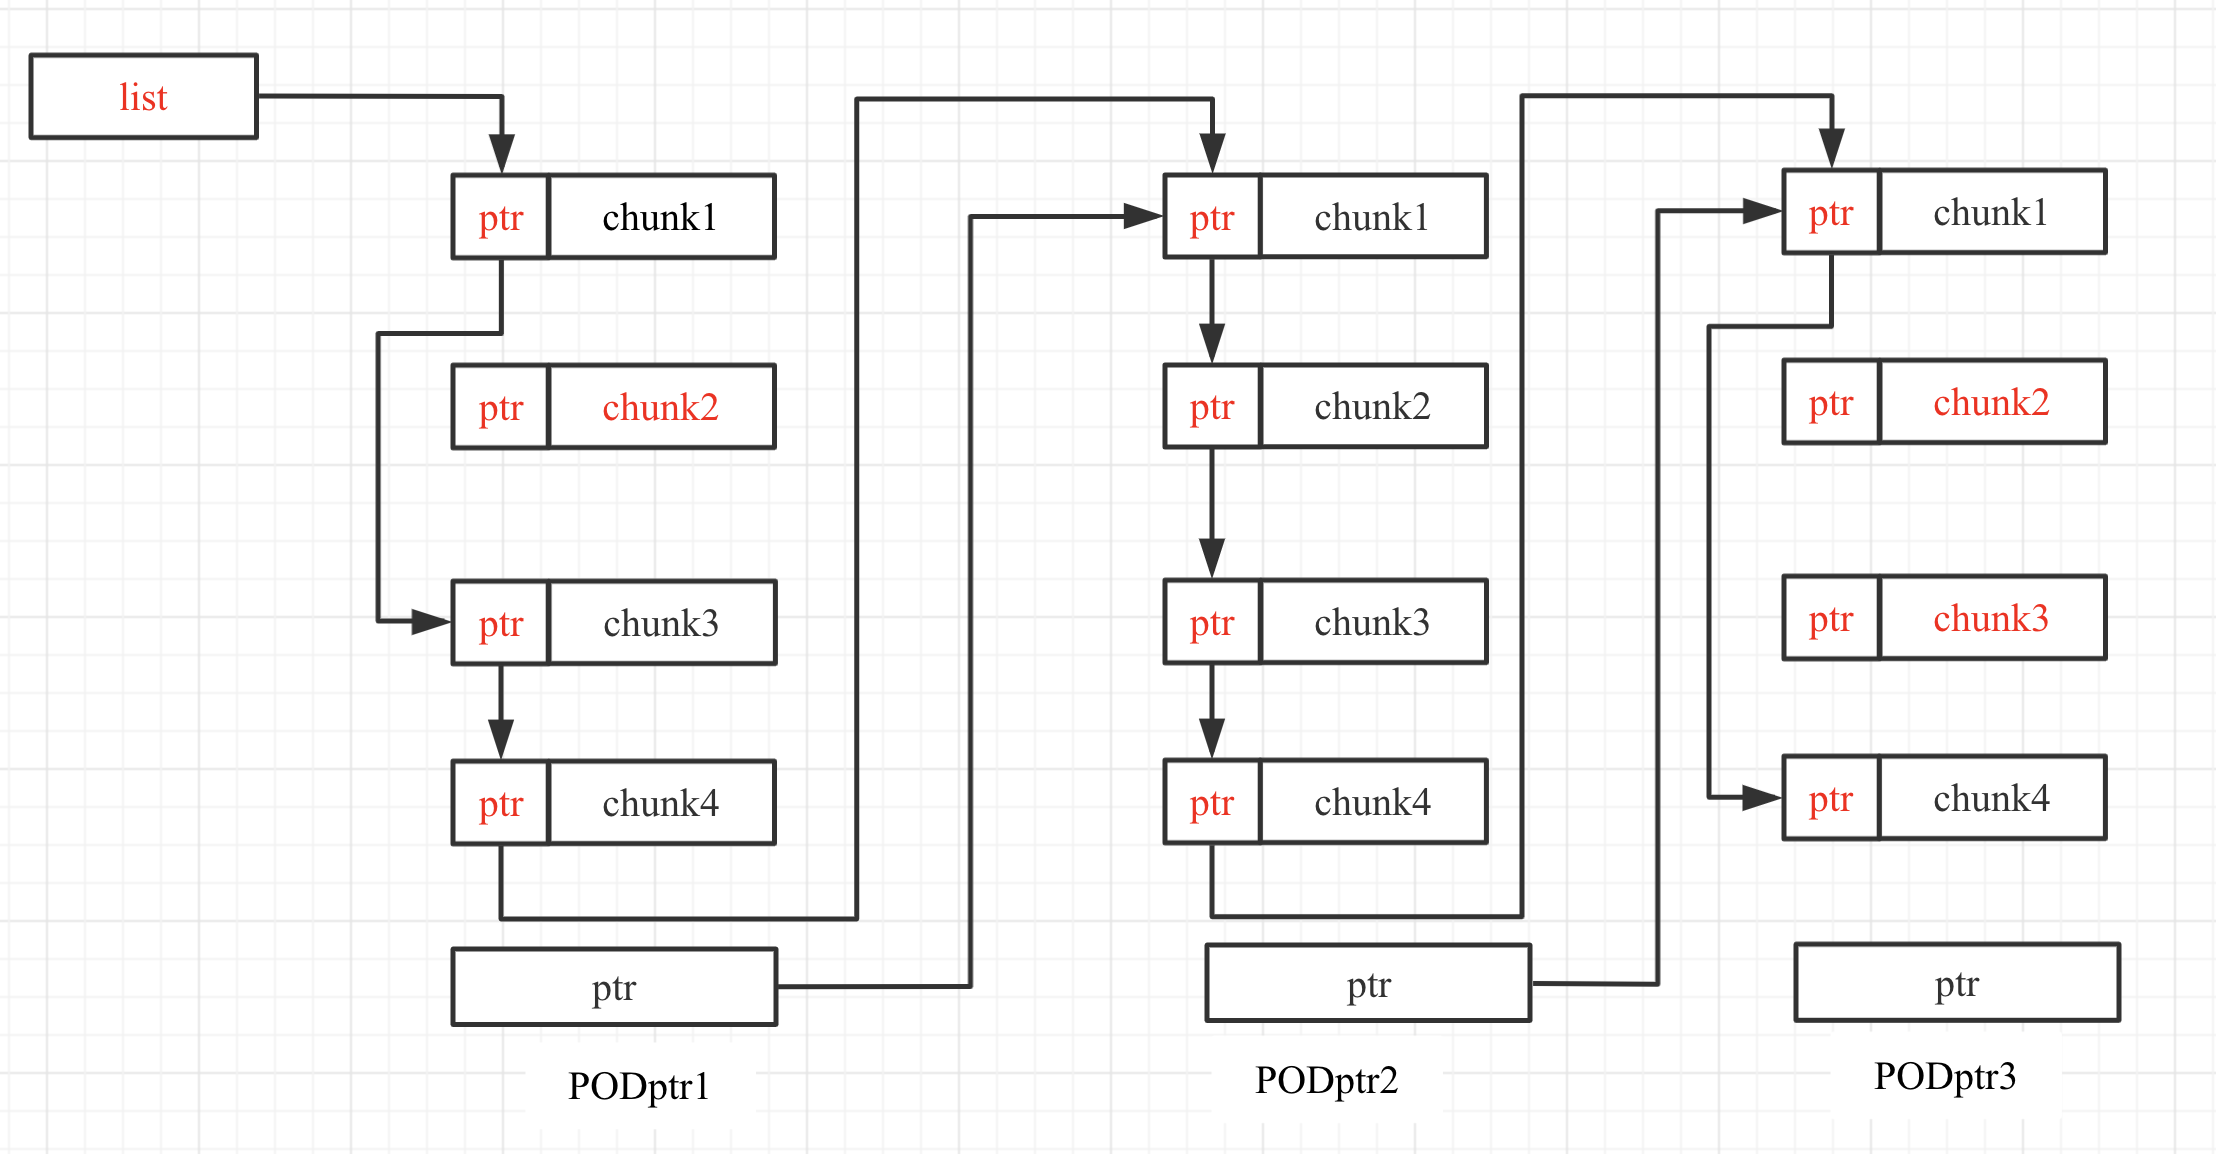 list
ptr chunk1
ptr chunk2
ptr chunk3
ptr chunk4
ptr
PODptr1
ptr chunk1
ptr chunk2
ptr chunk3
ptr chunk4
ptr
PODptr2
ptr chunk1
ptr chunk2
ptr chunk3
ptr chunk4
ptr
PODptr3